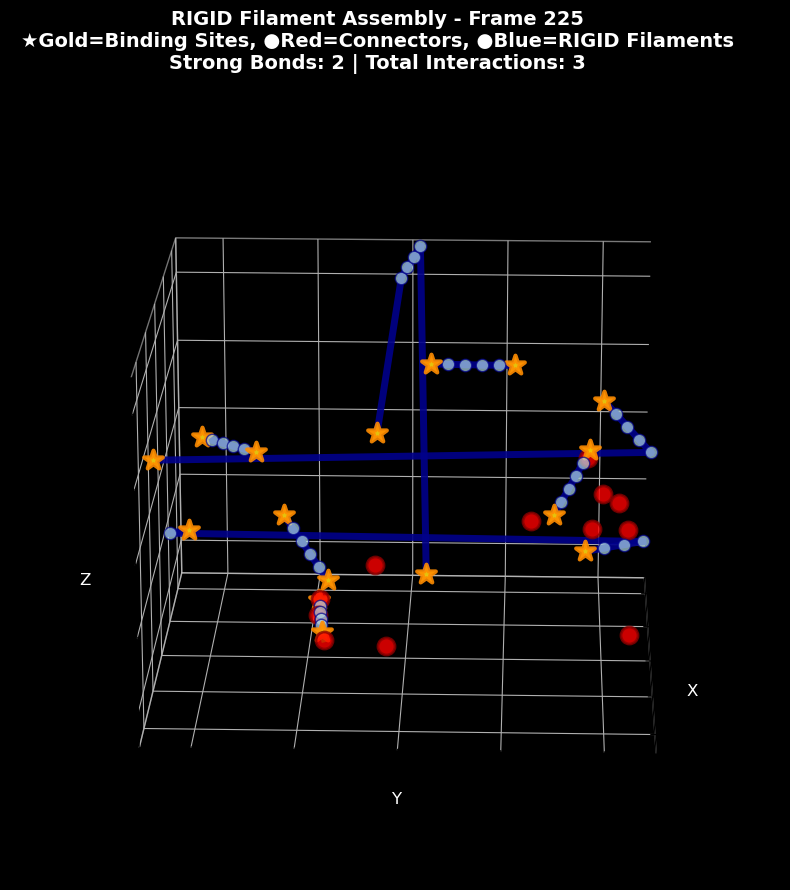 RIGID Filament Assembly - Frame 225
★Gold=Binding Sites, ●Red=Connectors, ●Blue=RIGID Filaments
Strong Bonds: 2 | Total Interactions: 3
Z
X
Y